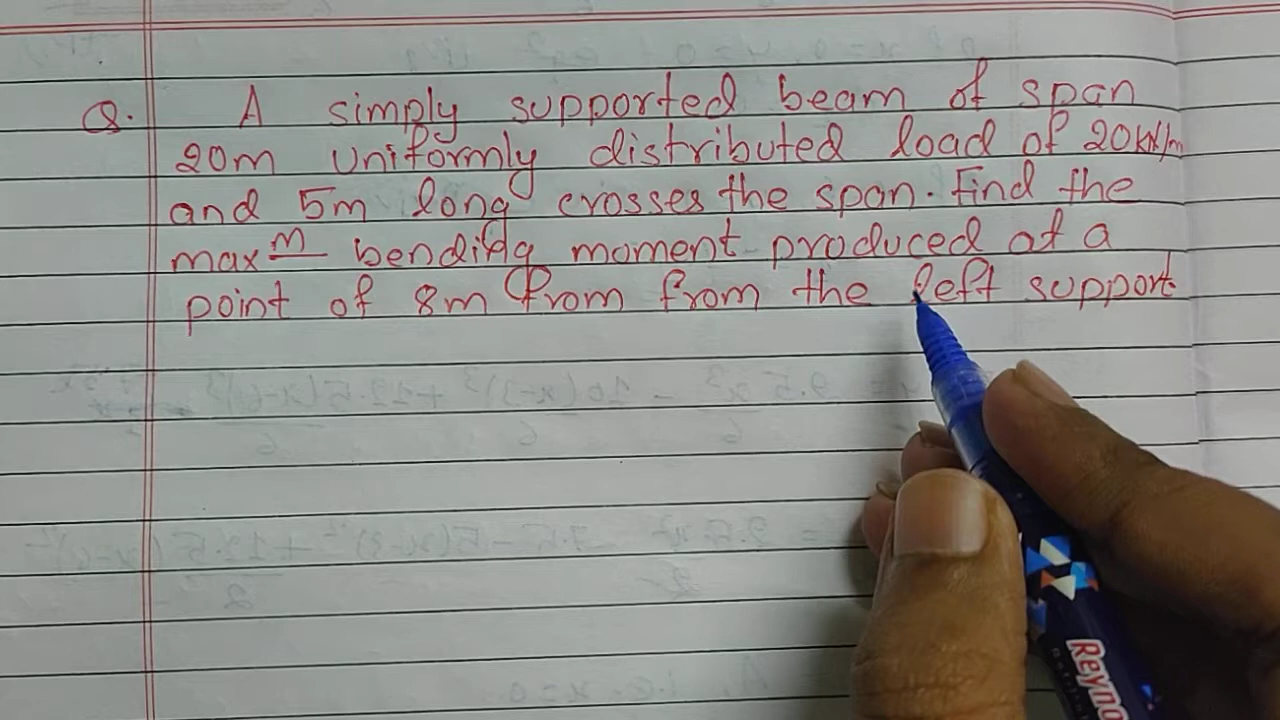 Q. A simply supported beam of span
20m uniformly distributed load of 20kN/m
and 5m long crosses the span. Find the
maxm bending moment produced at a
point of 8m from from the left support.
Reyno